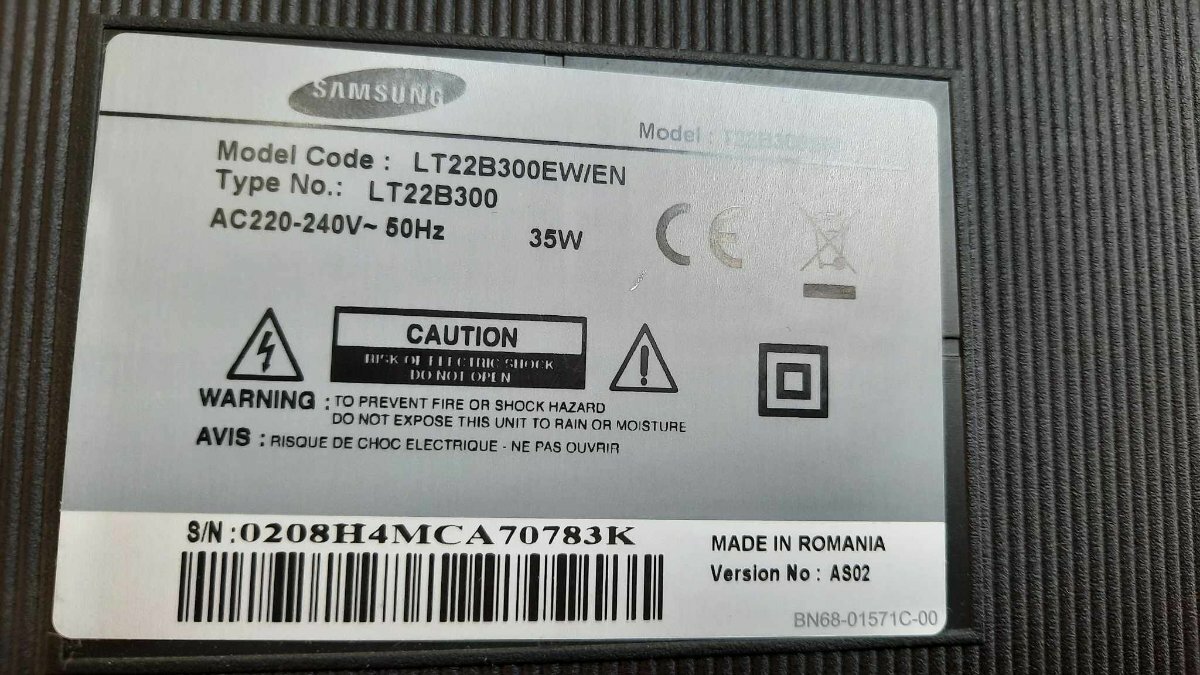 SAMSUNG
Model : T22B300EW
Model Code : LT22B300EW/EN
Type No.: LT22B300
AC220-240V~ 50Hz 35W
CE
CAUTION
RISK OF ELECTRIC SHOCK
DO NOT OPEN
WARNING : TO PREVENT FIRE OR SHOCK HAZARD
DO NOT EXPOSE THIS UNIT TO RAIN OR MOISTURE
AVIS : RISQUE DE CHOC ELECTRIQUE - NE PAS OUVRIR
S/N :0208H4MCA70783K
MADE IN ROMANIA
Version No : AS02
BN68-01571C-00